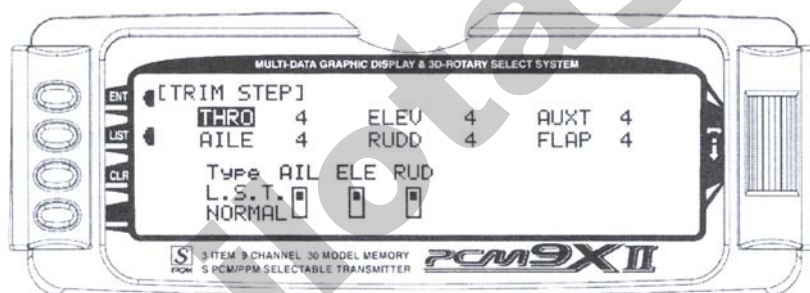 MULTI-DATA GRAPHIC DISPLAY & 3D-ROTARY SELECT SYSTEM
ENT
[TRIM STEP]
THRO 4 ELEV 4 AUXT 4
LIST
AILE 4 RUDD 4 FLAP 4
CLR
Type AIL ELE RUD
L.S.T.
NORMAL
S PCM 3 ITEM 9 CHANNEL 30 MODEL MEMORY
S PCM/PPM SELECTABLE TRANSMITTER
PCM9X II